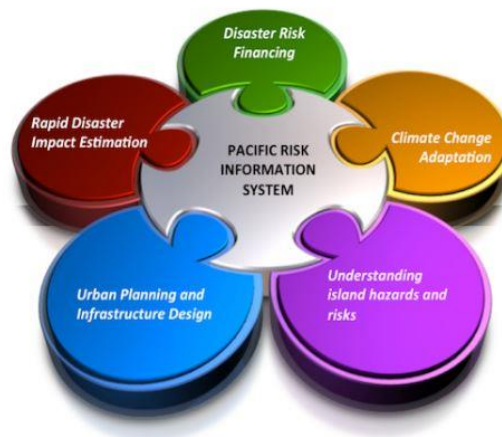 Disaster Risk
Financing
Rapid Disaster
Impact Estimation
PACIFIC RISK
INFORMATION
SYSTEM
Climate Change
Adaptation
Urban Planning and
Infrastructure Design
Understanding
island hazards and
risks